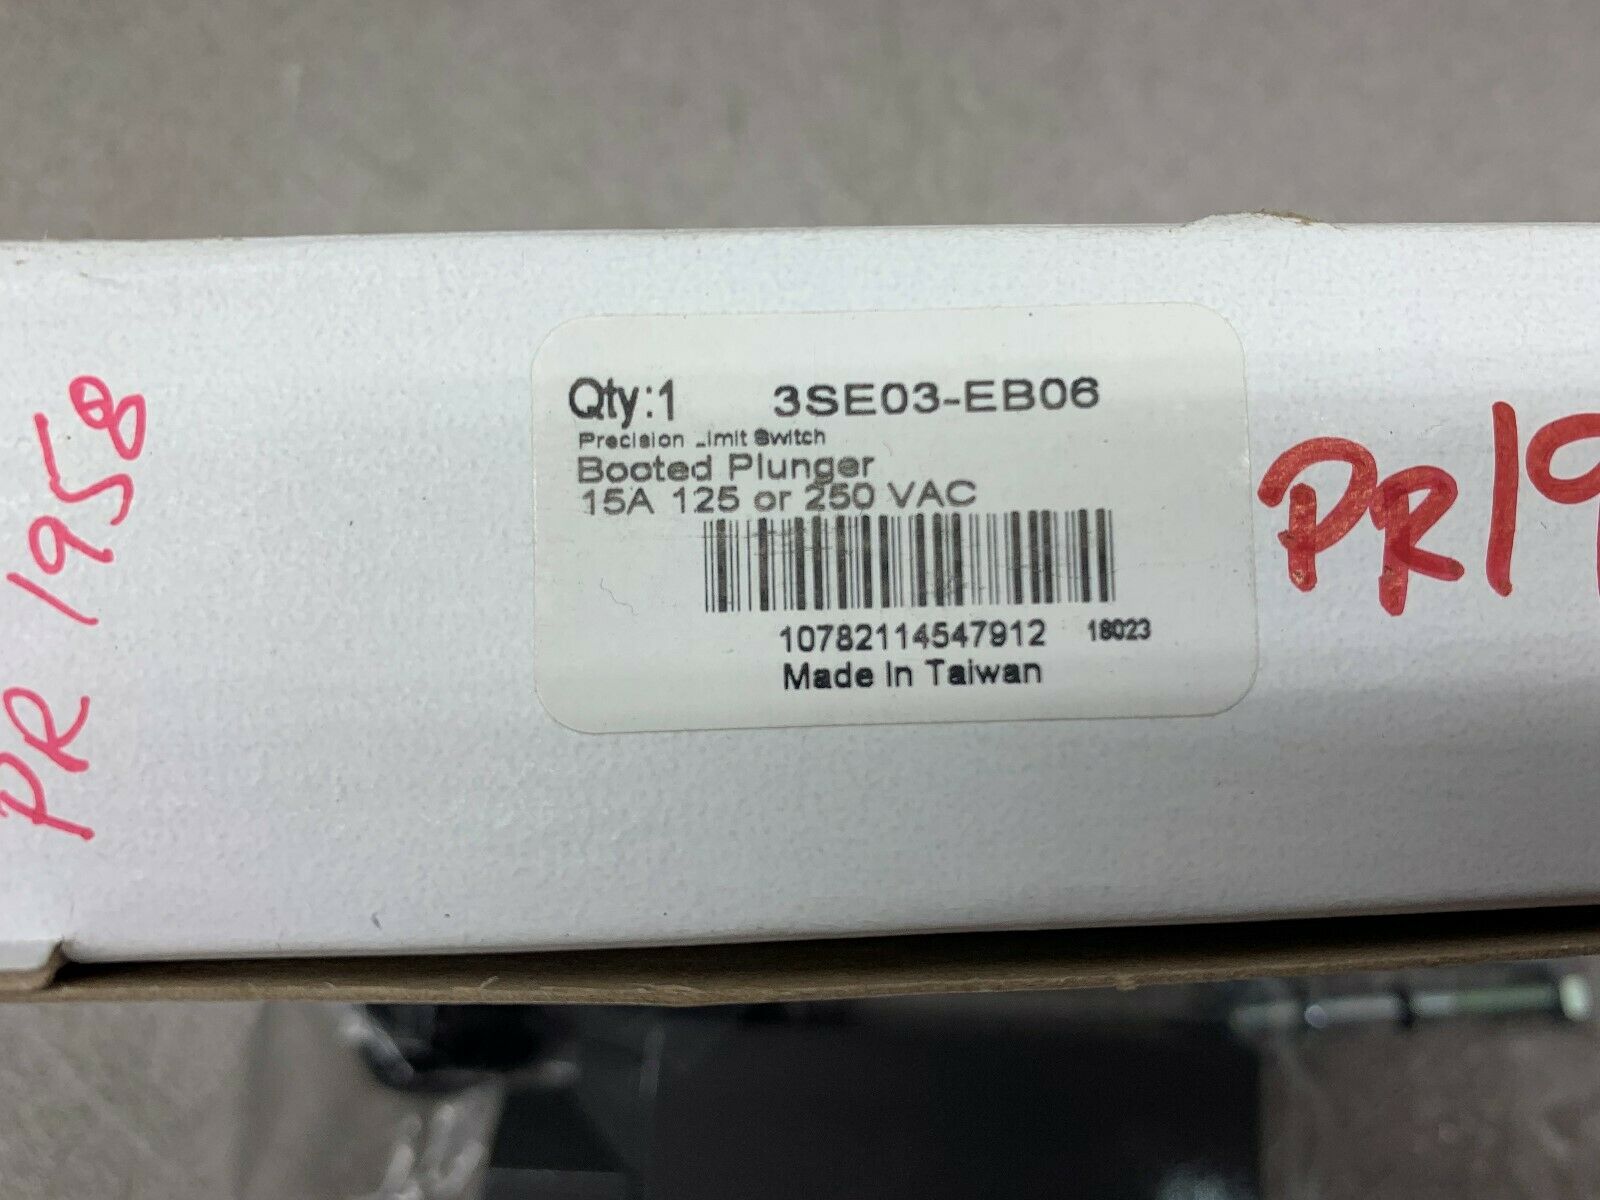 PR 1958
Qty:1 3SE03-EB06
Precision Limit Switch
Booted Plunger
15A 125 or 250 VAC
10782114547912 18023
Made In Taiwan
PR19